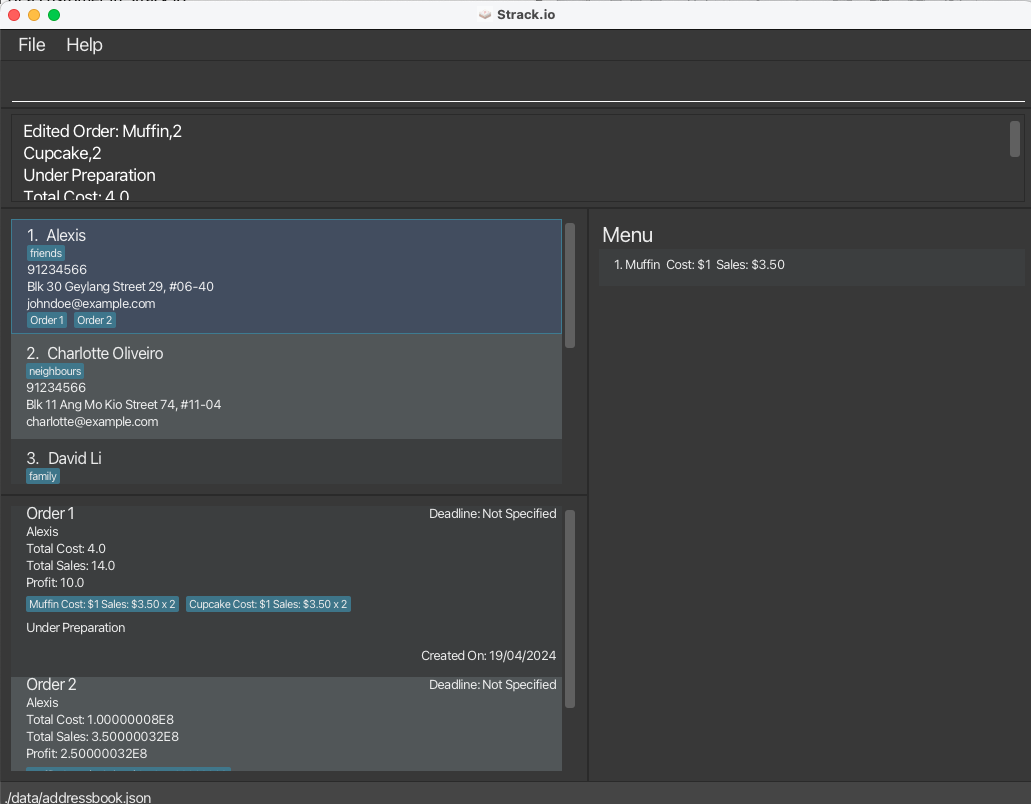 Strack.io
File Help
Edited Order: Muffin,2
Cupcake,2
Under Preparation
Total Cost: 4.0
1. Alexis
friends
91234566
Blk 30 Geylang Street 29, #06-40
johndoe@example.com
Order 1 Order 2
2. Charlotte Oliveiro
neighbours
91234566
Blk 11 Ang Mo Kio Street 74, #11-04
charlotte@example.com
3. David Li
family
Menu
1. Muffin Cost: $1 Sales: $3.50
Order 1 Deadline: Not Specified
Alexis
Total Cost: 4.0
Total Sales: 14.0
Profit: 10.0
Muffin Cost: $1 Sales: $3.50 x 2 Cupcake Cost: $1 Sales: $3.50 x 2
Under Preparation
Created On: 19/04/2024
Order 2 Deadline: Not Specified
Alexis
Total Cost: 1.00000008E8
Total Sales: 3.50000032E8
Profit: 2.50000032E8
./data/addressbook.json